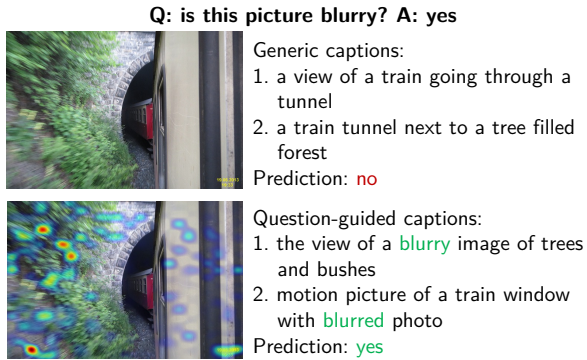 Q: is this picture blurry? A: yes
Generic captions:
1. a view of a train going through a
tunnel
2. a train tunnel next to a tree filled
forest
Prediction: no
Question-guided captions:
1. the view of a blurry image of trees
and bushes
2. motion picture of a train window
with blurred photo
Prediction: yes